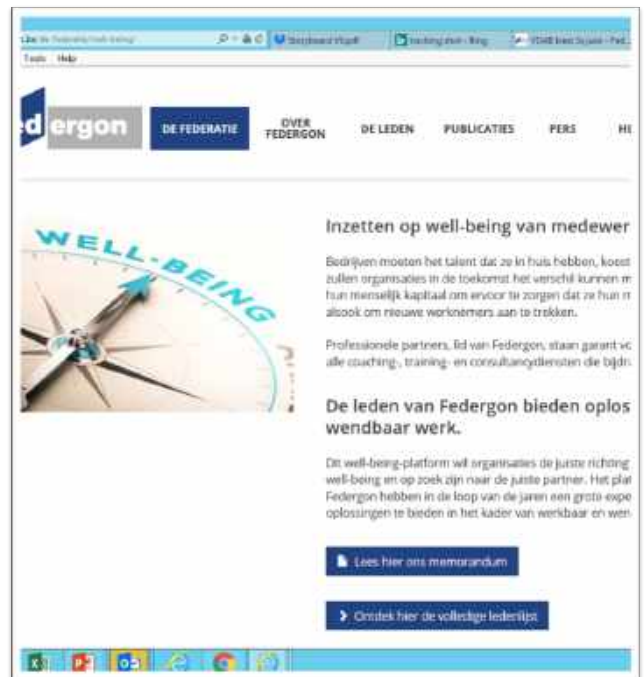 Storyboard VII.pdf
Bing
Tools Help
ed ergon
DE FEDERATIE
OVER
FEDERGON
DE LEDEN
PUBLICATIES
PERS
WELL-BEING
Inzetten op well-being van medewer
Bedrijven moeten het talent dat ze in huis hebben, koest
zullen organisaties in de toekomst het verschil kunnen m
hun menselijk kapitaal om ervoor te zorgen dat ze hun m
alsook om nieuwe werknemers aan te trekken.
Professionele partners, lid van Federgon, staan garant vo
alle coaching-, training- en consultancydiensten die bijdr
De leden van Federgon bieden oplos
wendbaar werk.
Dit well-being-platform wil organisaties de juiste richting
well-being en op zoek zijn naar de juiste partner. Het plat
Federgon hebben in de loop van de jaren een grote expe
oplossingen te bieden in het kader van werkbaar en wen
Lees hier ons memorandum
Ontdek hier de volledige ledenlijst